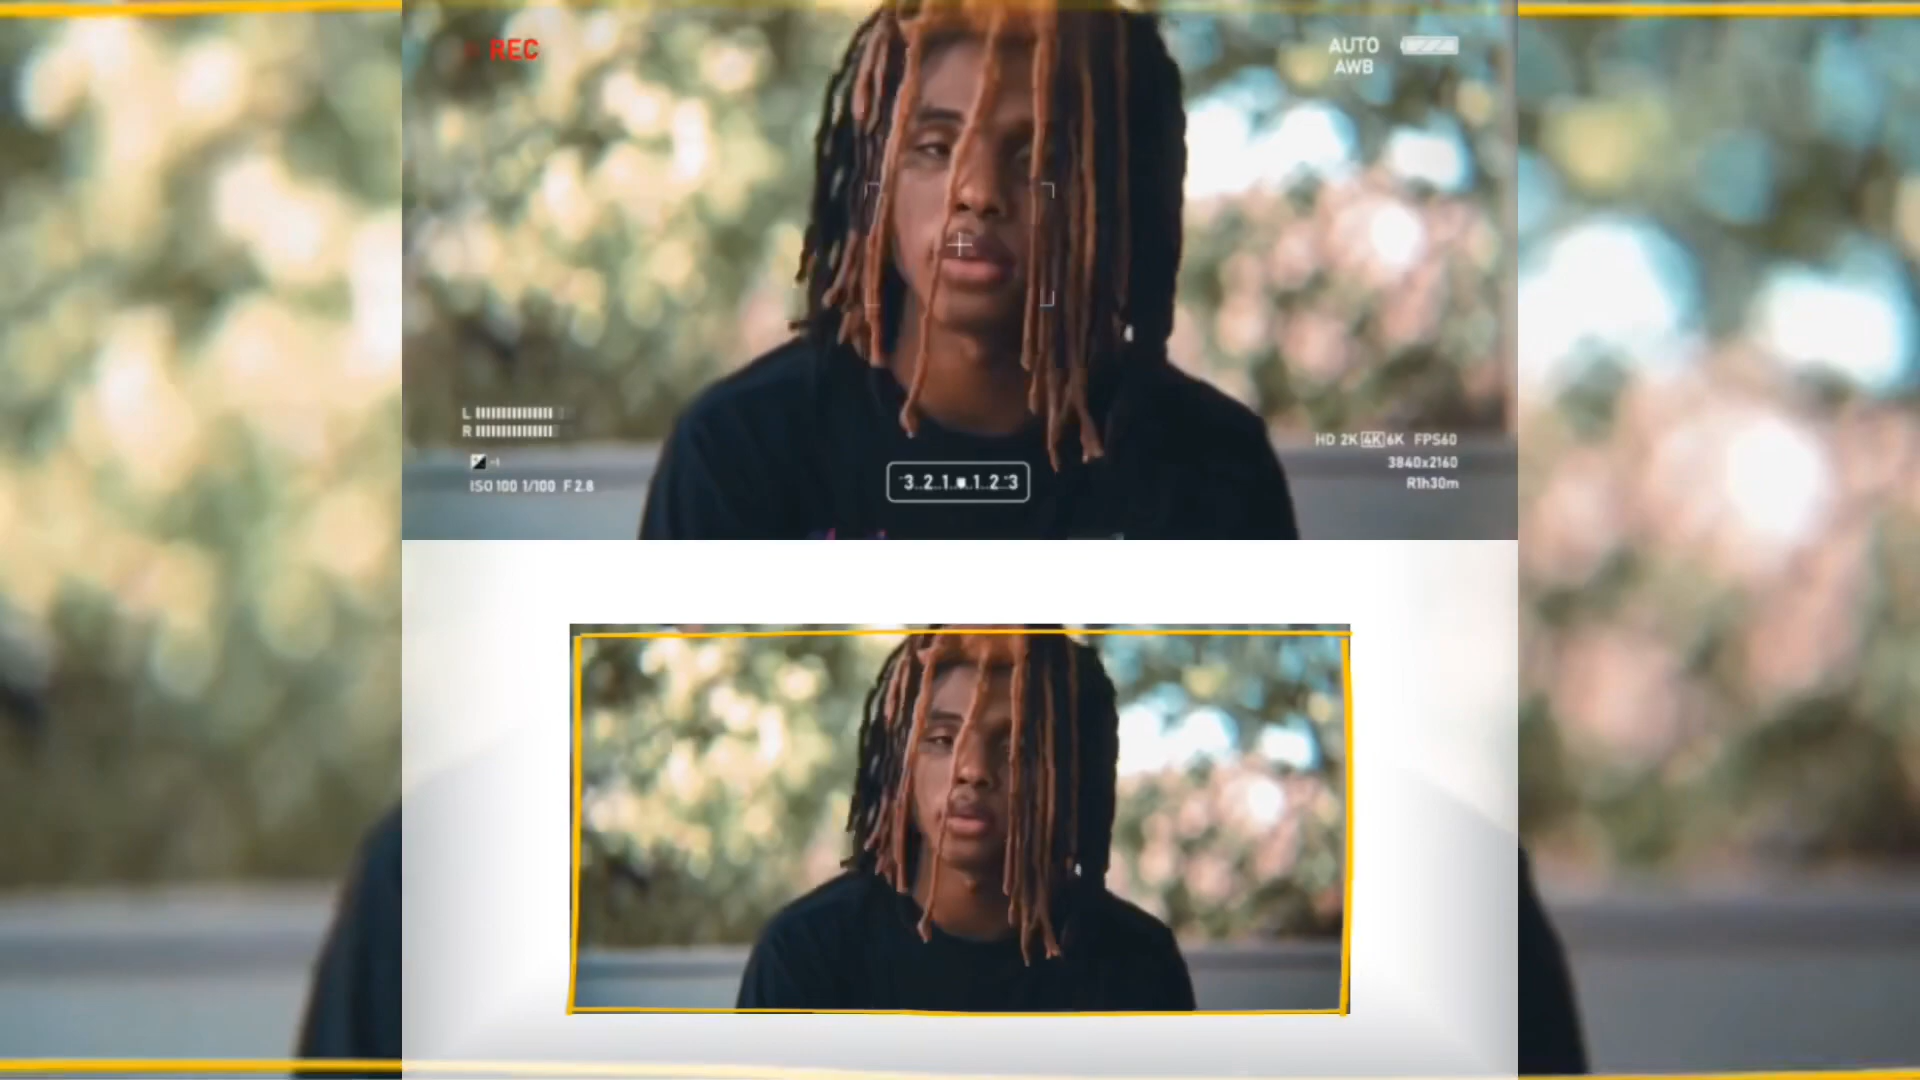 REC
AUTO
AWB
L
R
-1
ISO 100 1/100 F 2.8
3 2 1 1 2 3
HD 2K 4K 6K FPS60
3840x2160
R1h30m